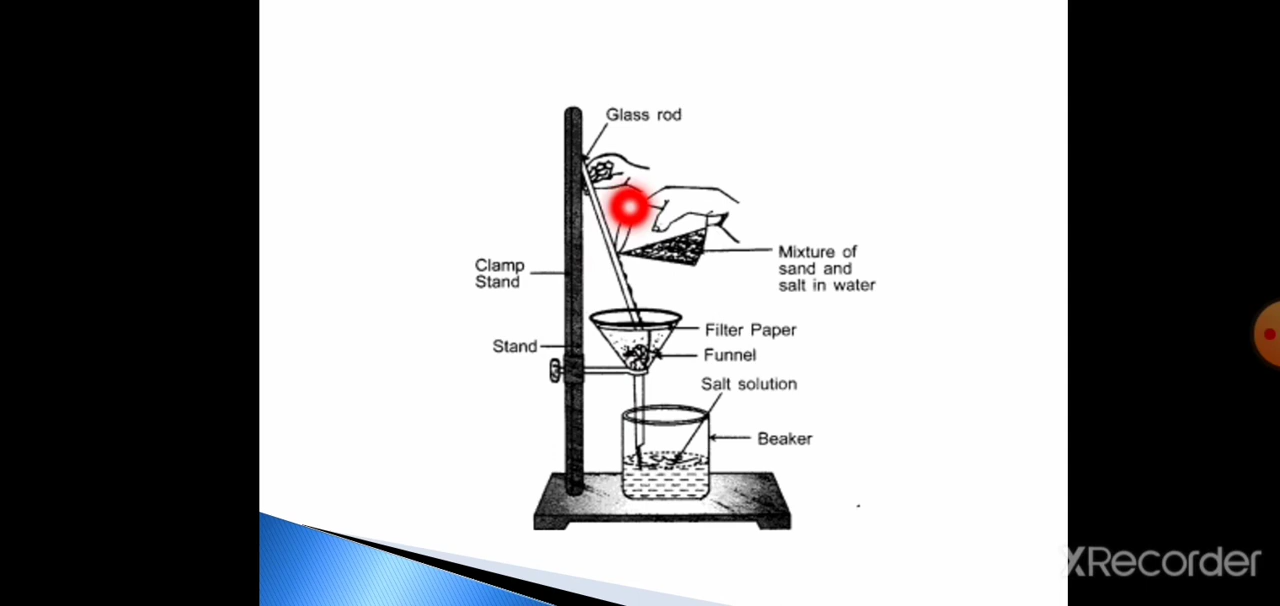 Glass rod
Mixture of
sand and
salt in water
Clamp
Stand
Filter Paper
Stand
Funnel
Salt solution
Beaker
XRecorder